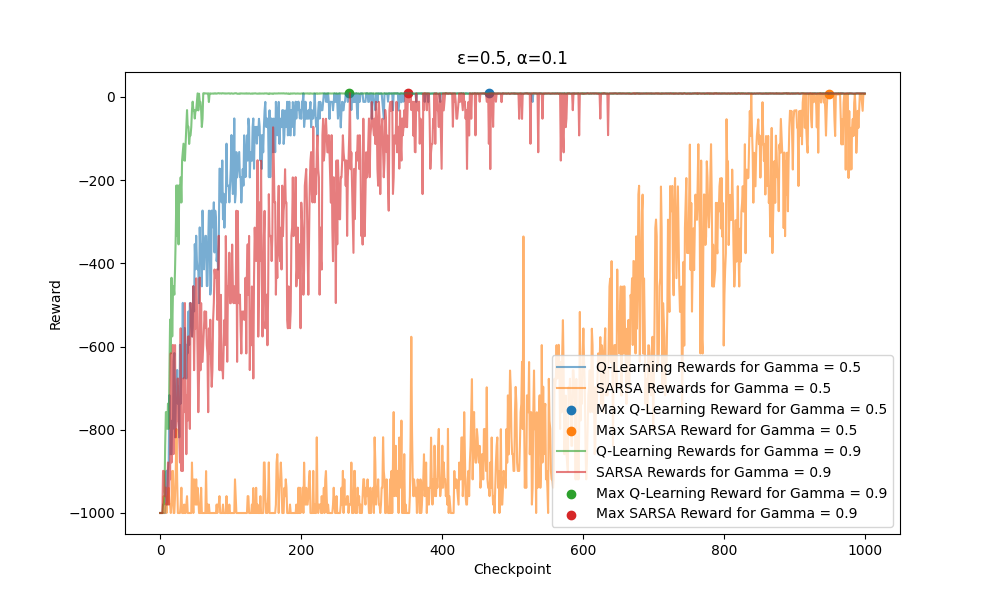 ε=0.5, α=0.1
Reward
0
−200
−400
−600
−800
−1000
Q-Learning Rewards for Gamma = 0.5
SARSA Rewards for Gamma = 0.5
Max Q-Learning Reward for Gamma = 0.5
Max SARSA Reward for Gamma = 0.5
Q-Learning Rewards for Gamma = 0.9
SARSA Rewards for Gamma = 0.9
Max Q-Learning Reward for Gamma = 0.9
Max SARSA Reward for Gamma = 0.9
0 200 400 600 800 1000
Checkpoint